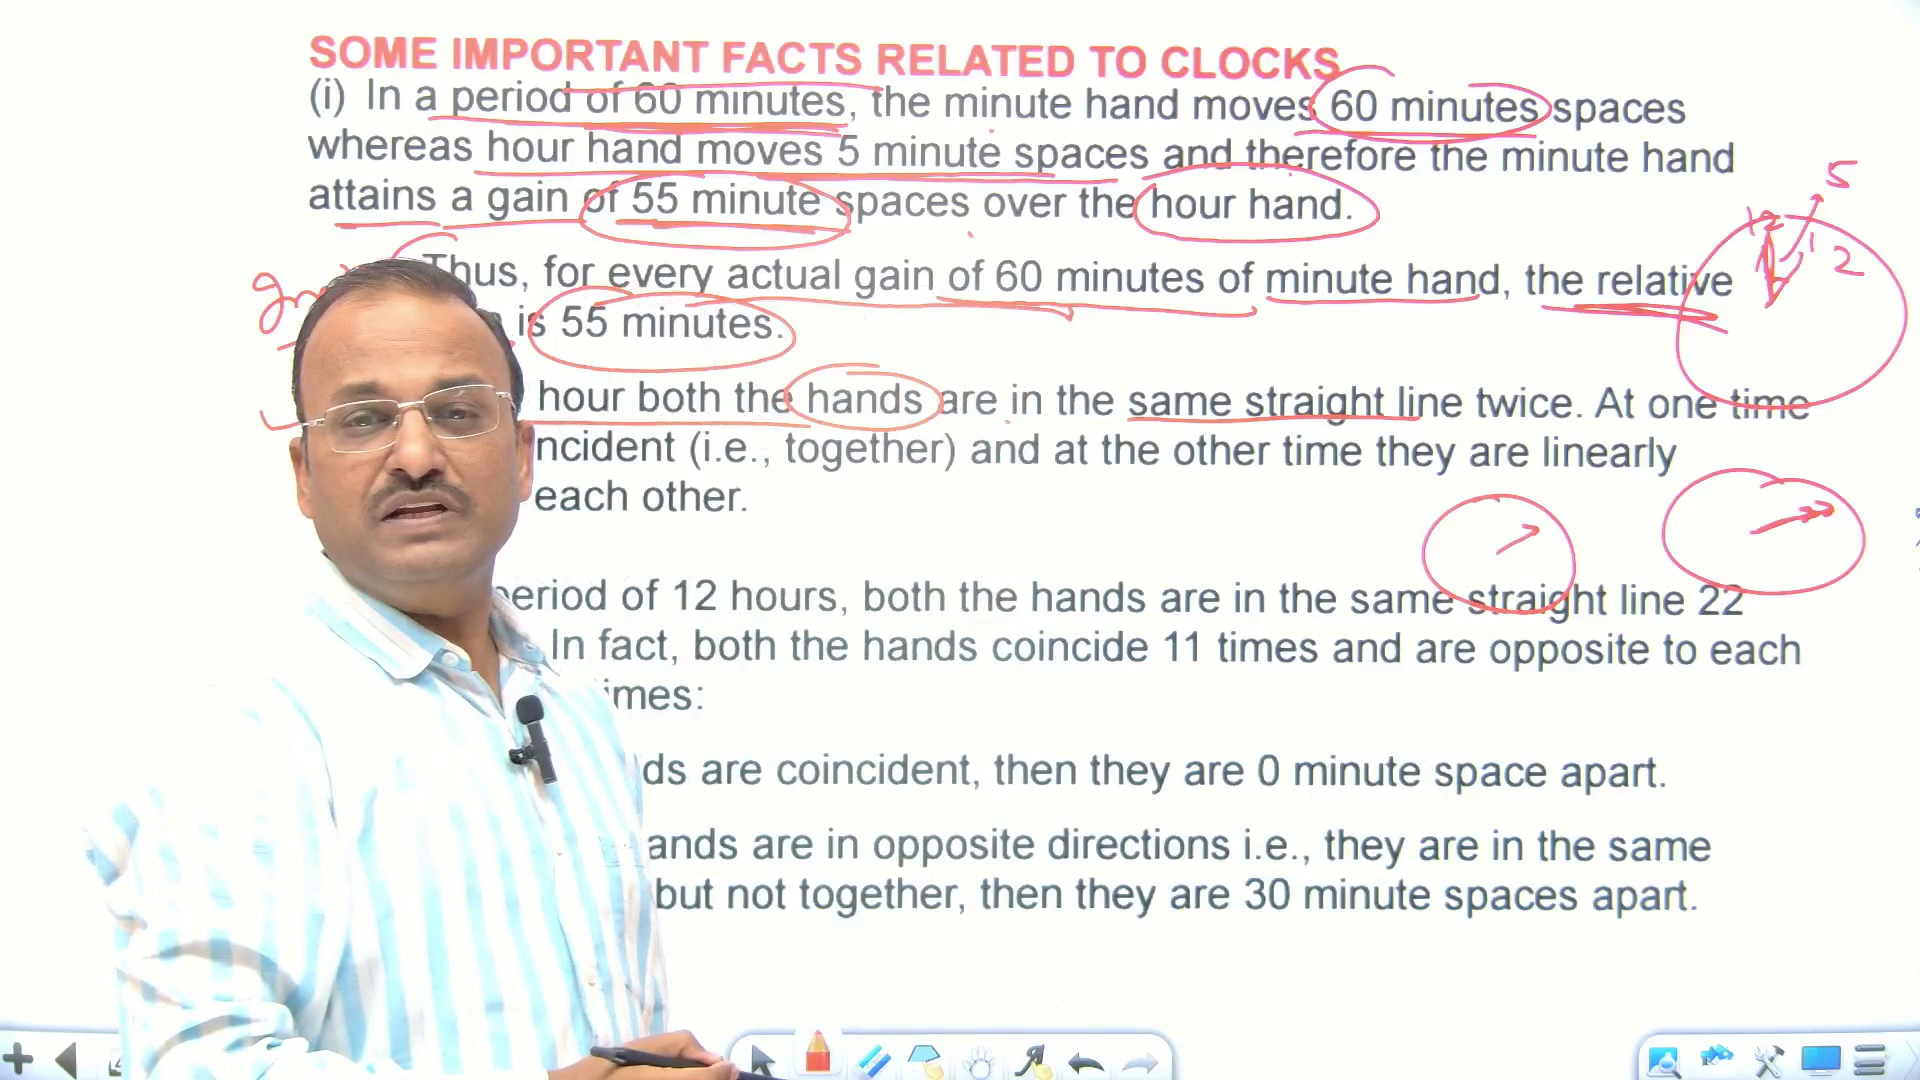 SOME IMPORTANT FACTS RELATED TO CLOCKS
(i) In a period of 60 minutes, the minute hand moves 60 minutes spaces
whereas hour hand moves 5 minute spaces and therefore the minute hand
attains a gain of 55 minute spaces over the hour hand.
5
12
1
2
Thus, for every actual gain of 60 minutes of minute hand, the relative
is 55 minutes.
hour both the hands are in the same straight line twice. At one time
ncident (i.e., together) and at the other time they are linearly
each other.
period of 12 hours, both the hands are in the same straight line 22
In fact, both the hands coincide 11 times and are opposite to each
imes:
ds are coincident, then they are 0 minute space apart.
ands are in opposite directions i.e., they are in the same
but not together, then they are 30 minute spaces apart.